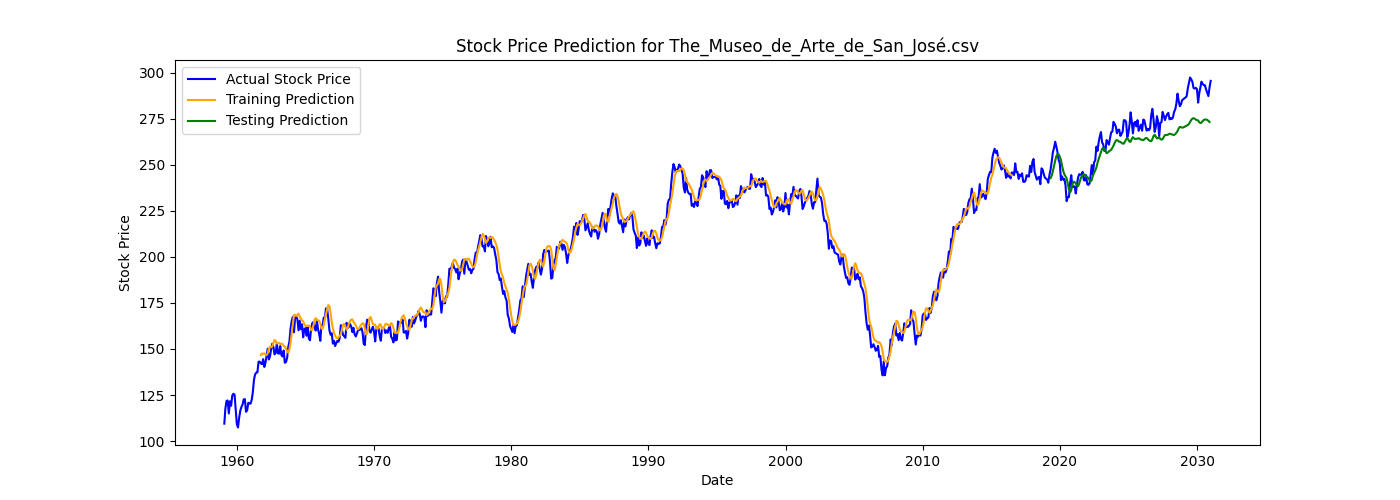 Stock Price Prediction for The_Museo_de_Arte_de_San_José.csv
Actual Stock Price
Training Prediction
Testing Prediction
Stock Price
300
275
250
225
200
175
150
125
100
1960 1970 1980 1990 2000 2010 2020 2030
Date